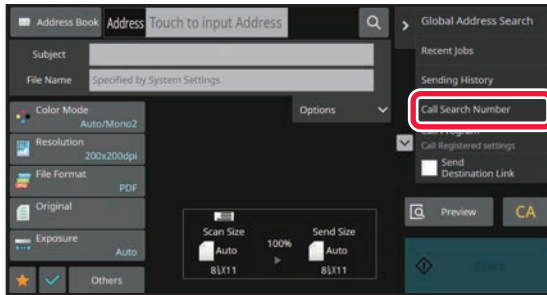 Address Book
Address
Touch to input Address
Subject
File Name
Specified by System Settings
Color Mode
Auto/Mono2
Resolution
200x200dpi
File Format
PDF
Original
Exposure
Auto
Others
Options
Scan Size
Auto
8½X11
100%
Send Size
Auto
8½X11
Global Address Search
Recent Jobs
Sending History
Call Search Number
Call Program
Call Registered settings
Send
Destination Link
Preview
CA
Start